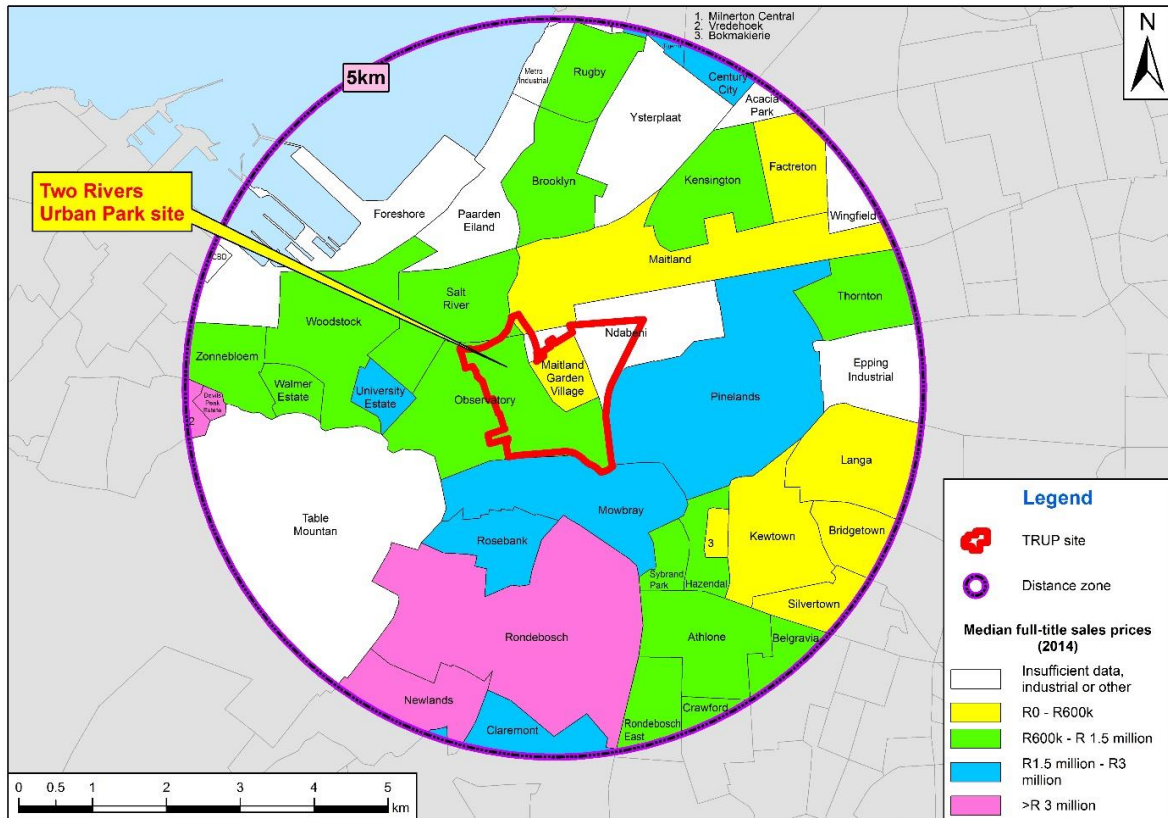 1. Milnerton Central
2. Vredehoek
3. Bokmakierie
N
5km
Metro
Industrial
Rugby
Century
City
Acacia
Park
Ysterplaat
Two Rivers
Urban Park site
Brooklyn
Kensington
Factreton
Foreshore
Paarden
Eiland
Wingfield
Maitland
CBD
Salt
River
Thornton
Woodstock
Ndabeni
Zonnebloem
Maitland
Garden
Village
Epping
Industrial
Walmer
Estate
University
Estate
Observatory
Pinelands
Devils
Peak
Estate
2
Langa
Table
Mountan
Mowbray
Rosebank
3
Kewtown
Bridgetown
Sybrand
Park
Hazendal
Silvertown
Rondebosch
Athlone
Belgravia
Newlands
Claremont
Rondebosch
East
Crawford
Legend
TRUP site
Distance zone
Median full-title sales prices
(2014)
Insufficient data,
industrial or other
R0 - R600k
R600k - R 1.5 million
R1.5 million - R3
million
>R 3 million
0 0.5 1 2 3 4 5
km